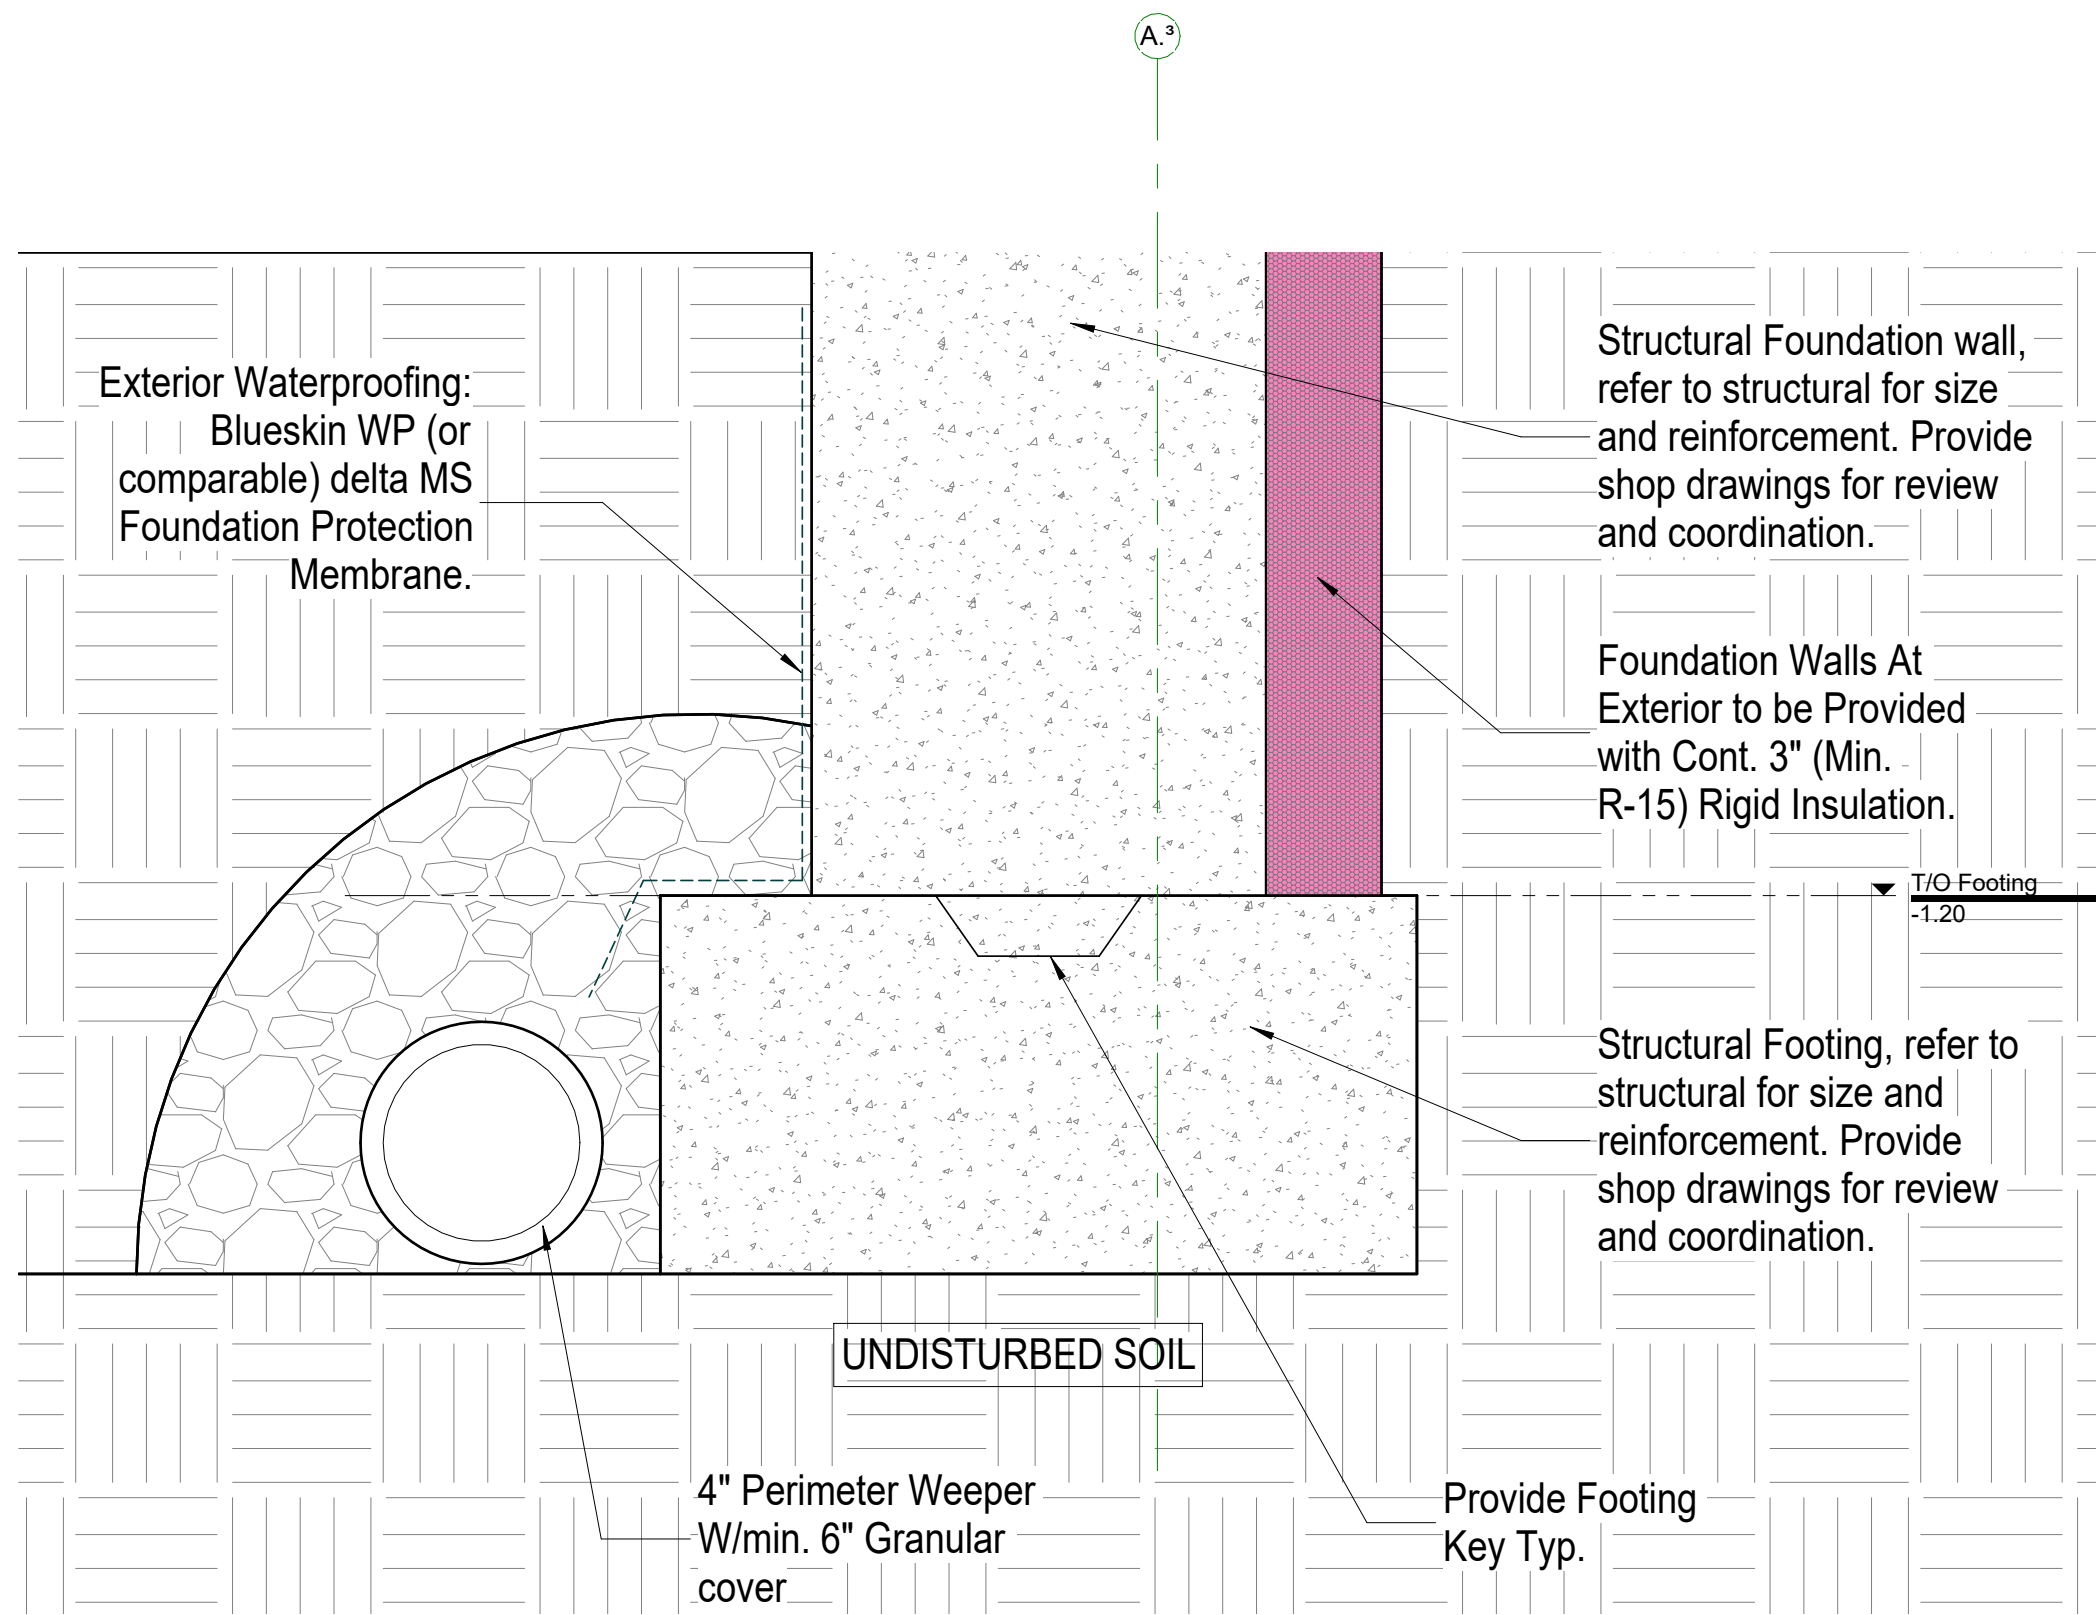 A.³
Exterior Waterproofing:
Blueskin WP (or
comparable) delta MS
Foundation Protection
Membrane.
Structural Foundation wall,
refer to structural for size
and reinforcement. Provide
shop drawings for review
and coordination.
Foundation Walls At
Exterior to be Provided
with Cont. 3" (Min.
R-15) Rigid Insulation.
T/O Footing
-1.20
Structural Footing, refer to
structural for size and
reinforcement. Provide
shop drawings for review
and coordination.
UNDISTURBED SOIL
4" Perimeter Weeper
W/min. 6" Granular
cover
Provide Footing
Key Typ.